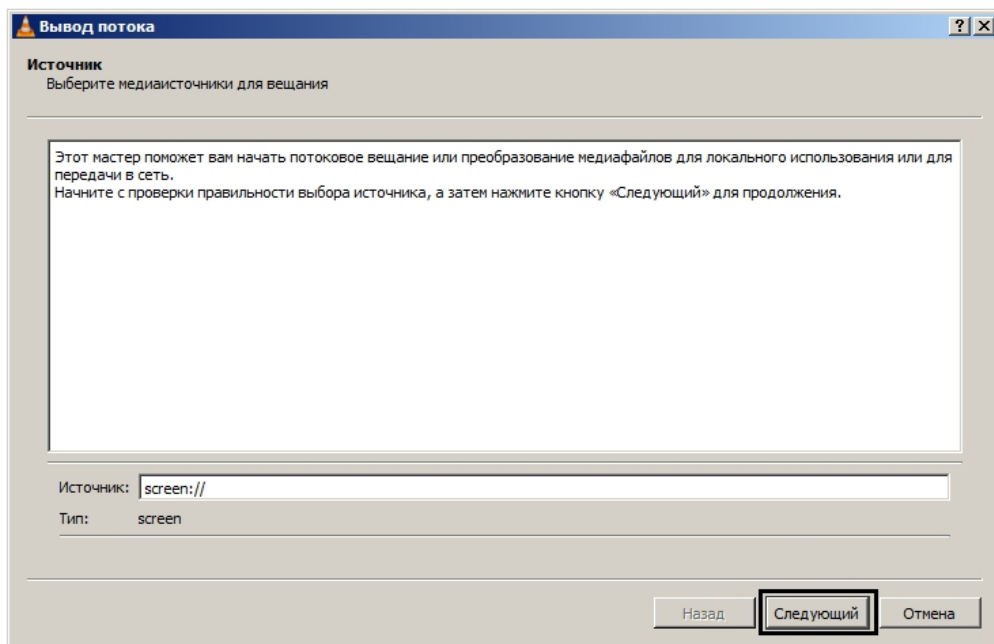 Вывод потока
Источник
Выберите медиаисточники для вещания
Этот мастер поможет вам начать потоковое вещание или преобразование медиафайлов для локального использования или для
передачи в сеть.
Начните с проверки правильности выбора источника, а затем нажмите кнопку «Следующий» для продолжения.
Источник: screen://
Тип: screen
Назад Следующий Отмена